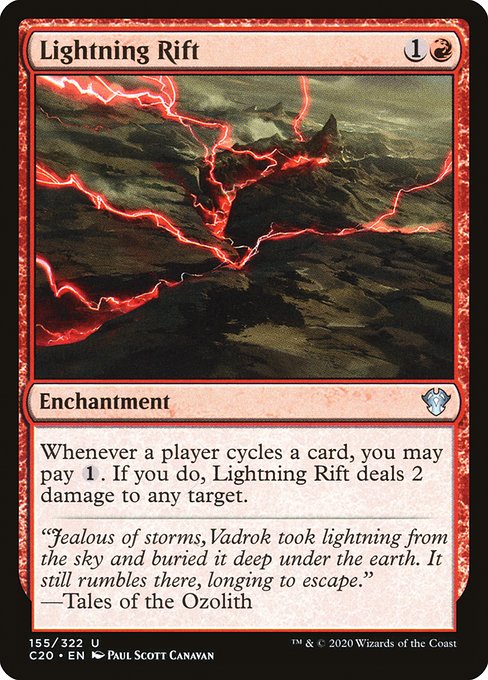 Lightning Rift 1
Enchantment
Whenever a player cycles a card, you may
pay 1. If you do, Lightning Rift deals 2
damage to any target.
“Jealous of storms, Vadrok took lightning from
the sky and buried it deep under the earth. It
still rumbles there, longing to escape.”
—Tales of the Ozolith
155/322 U
C20 • EN Paul Scott Canavan
™ & © 2020 Wizards of the Coast